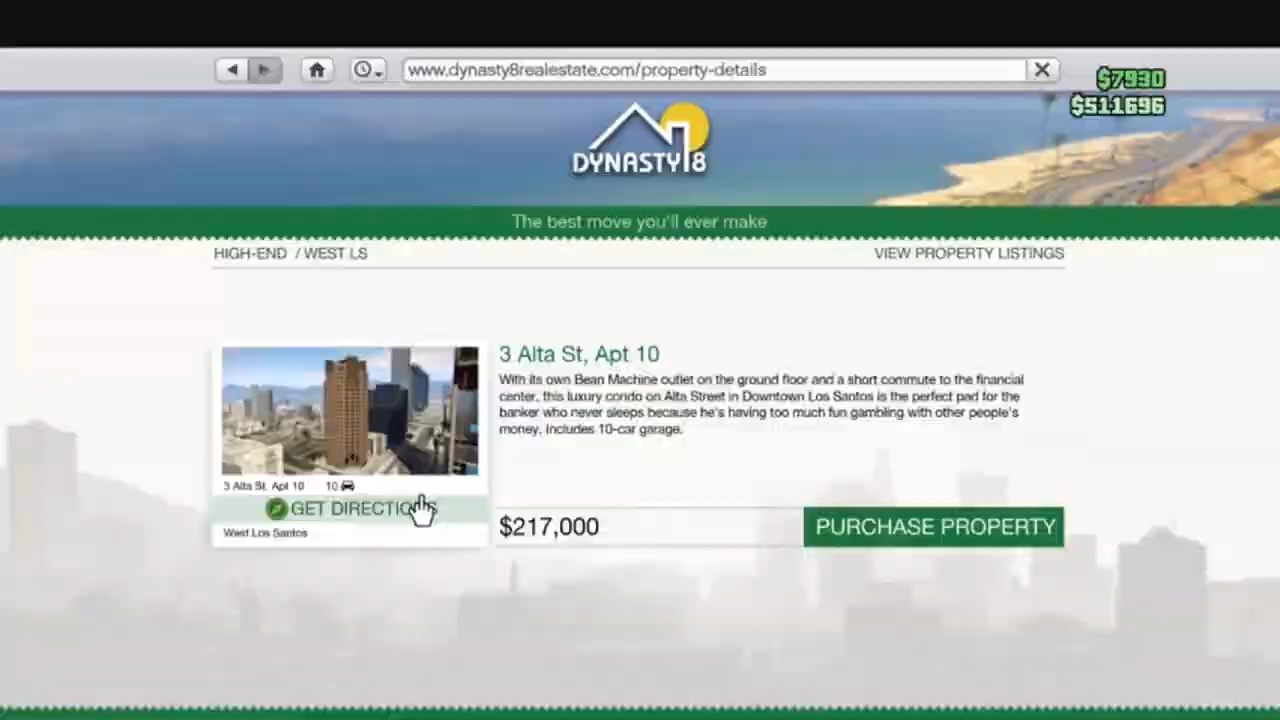 www.dynasty8realestate.com/property-details
$7930
$511696
DYNASTY 8
The best move you'll ever make
HIGH-END / WEST LS
VIEW PROPERTY LISTINGS
3 Alta St, Apt 10
With its own Bean Machine outlet on the ground floor and a short commute to the financial
center, this luxury condo on Alta Street in Downtown Los Santos is the perfect pad for the
banker who never sleeps because he's having too much fun gambling with other people's
money. Includes 10-car garage.
3 Alta St, Apt 10 10
GET DIRECTIONS
West Los Santos
$217,000
PURCHASE PROPERTY